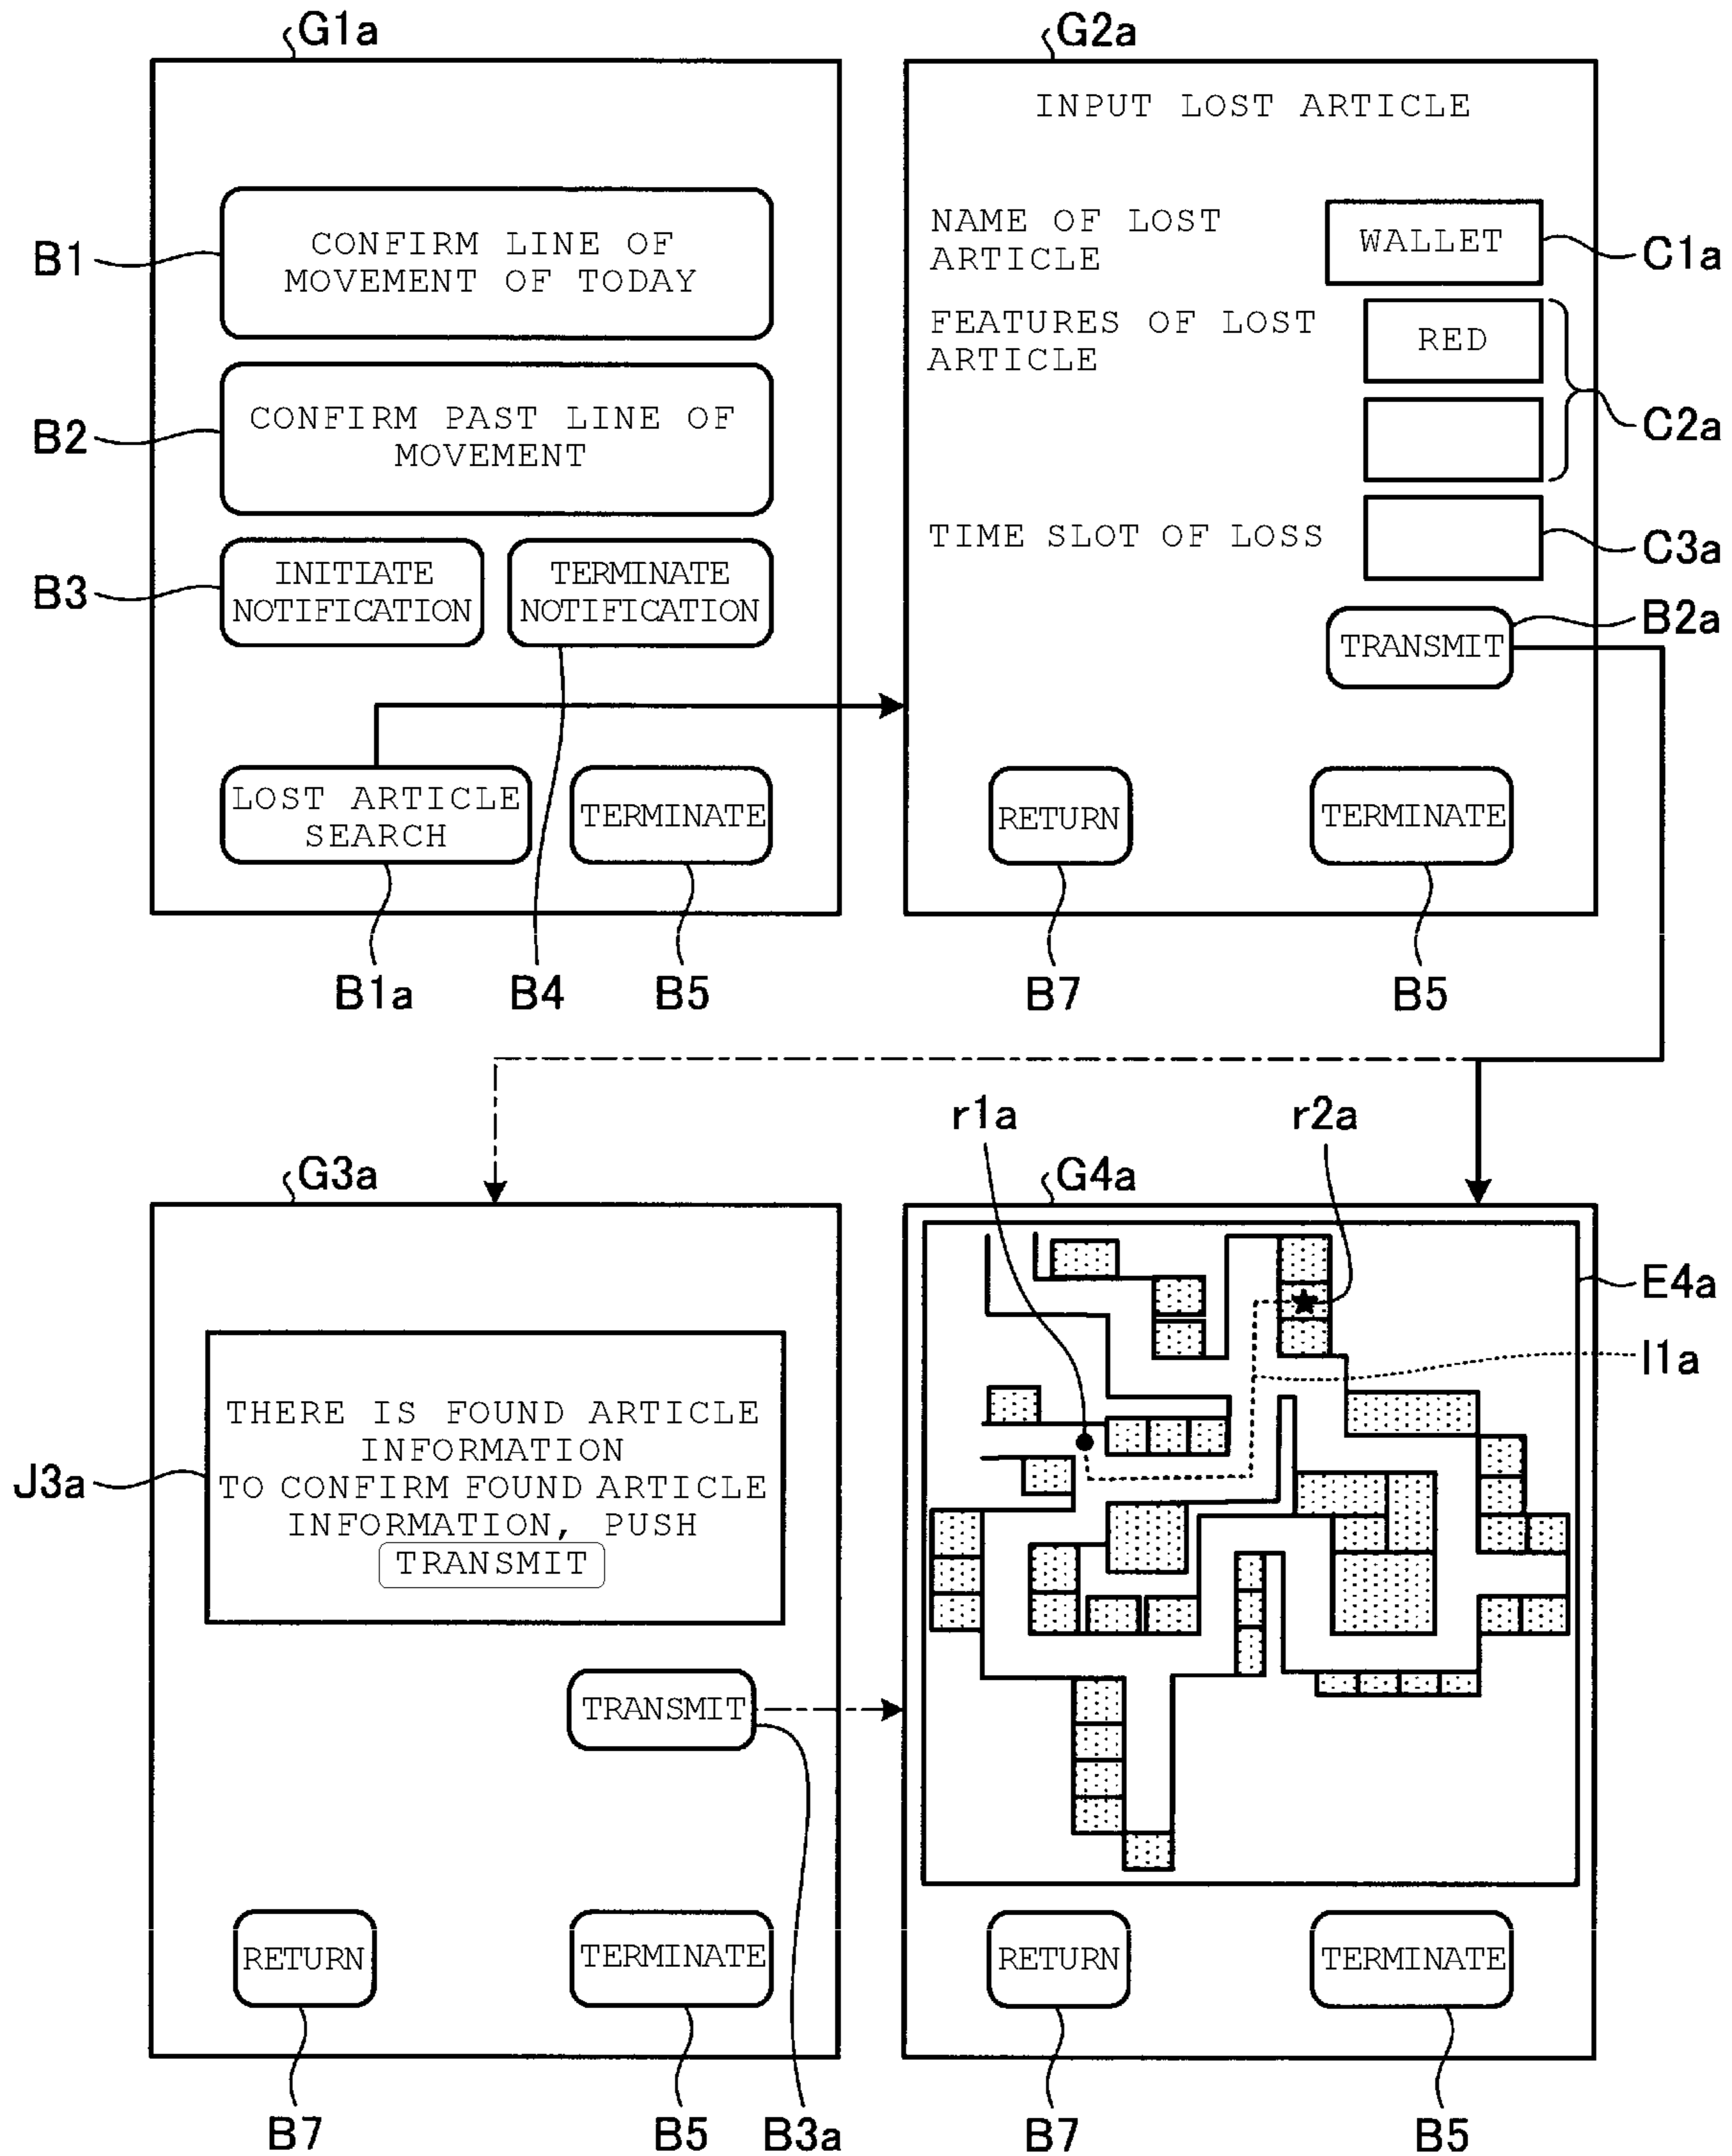 G1a
B1
CONFIRM LINE OF
MOVEMENT OF TODAY
B2
CONFIRM PAST LINE OF
MOVEMENT
B3
INITIATE
NOTIFICATION
TERMINATE
NOTIFICATION
LOST ARTICLE
SEARCH
TERMINATE
B1a
B4
B5
G2a
INPUT LOST ARTICLE
NAME OF LOST
ARTICLE
WALLET
C1a
FEATURES OF LOST
ARTICLE
RED
C2a
TIME SLOT OF LOSS
C3a
B2a
TRANSMIT
RETURN
TERMINATE
B7
B5
G3a
J3a
THERE IS FOUND ARTICLE
INFORMATION
TO CONFIRM FOUND ARTICLE
INFORMATION, PUSH
TRANSMIT
TRANSMIT
RETURN
TERMINATE
B7
B5
B3a
r1a
r2a
G4a
E4a
l1a
RETURN
TERMINATE
B7
B5